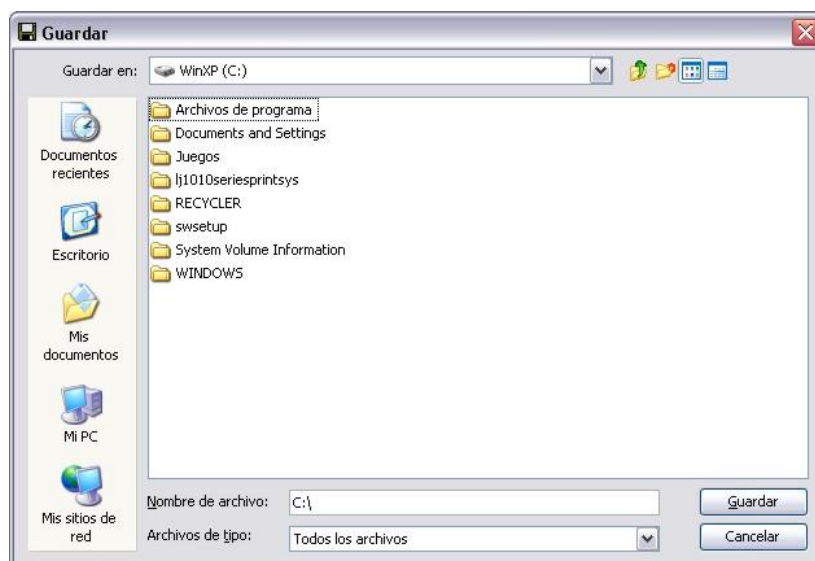 Guardar
Guardar en: WinXP (C:)
Documentos
recientes
Escritorio
Mis
documentos
Mi PC
Mis sitios de
red
Archivos de programa
Documents and Settings
Juegos
lj1010seriesprintsys
RECYCLER
swsetup
System Volume Information
WINDOWS
Nombre de archivo: C:\ Guardar
Archivos de tipo: Todos los archivos Cancelar